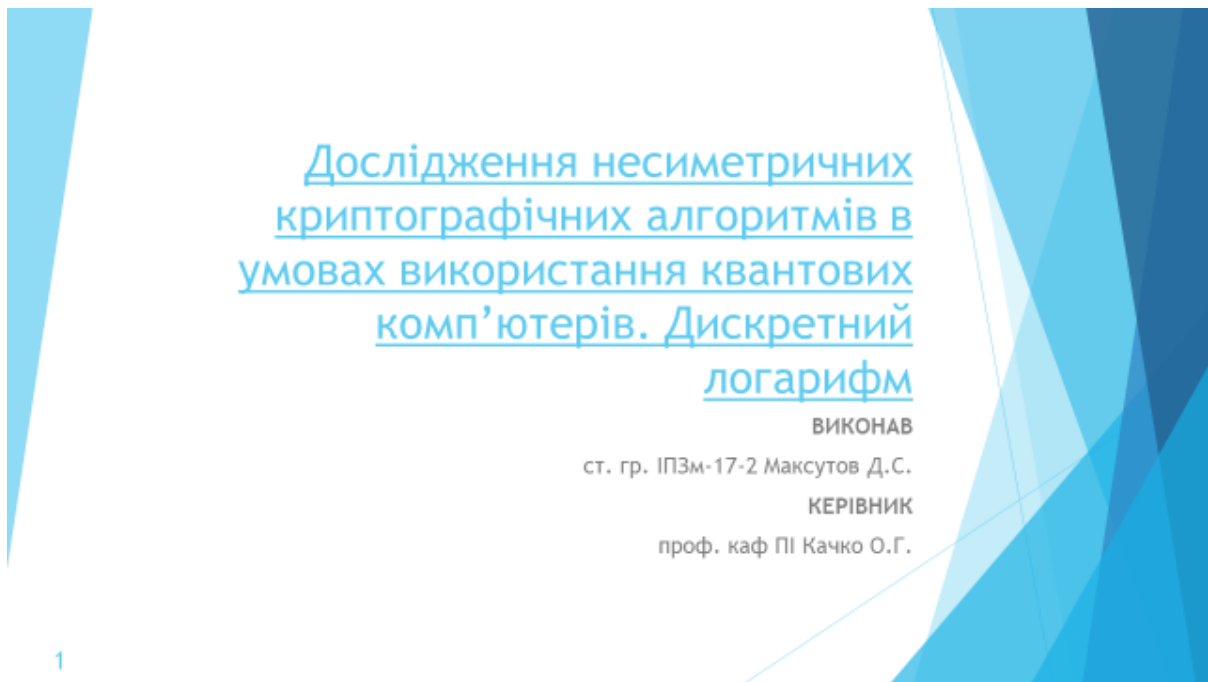 Дослідження несиметричних
криптографічних алгоритмів в
умовах використання квантових
комп’ютерів. Дискретний
логарифм
ВИКОНАВ
ст. гр. ІПЗм-17-2 Максутов Д.С.
КЕРІВНИК
проф. каф ПІ Качко О.Г.
1